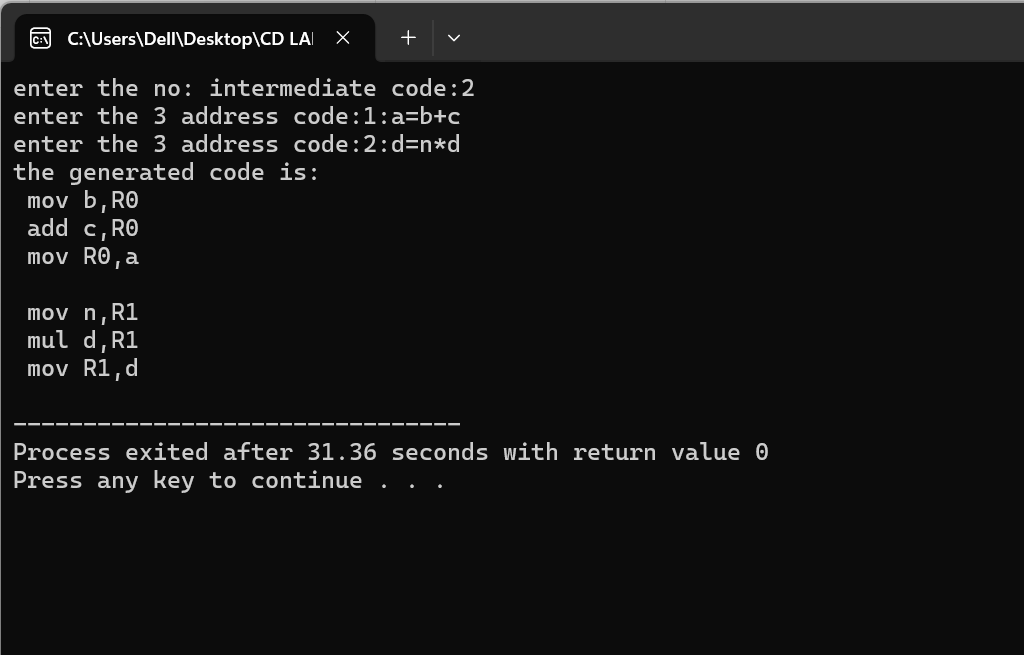 C:\Users\Dell\Desktop\CD LA
enter the no: intermediate code:2
enter the 3 address code:1:a=b+c
enter the 3 address code:2:d=n*d
the generated code is:
 mov b,R0
 add c,R0
 mov R0,a
 mov n,R1
 mul d,R1
 mov R1,d
--------------------------------
Process exited after 31.36 seconds with return value 0
Press any key to continue . . .